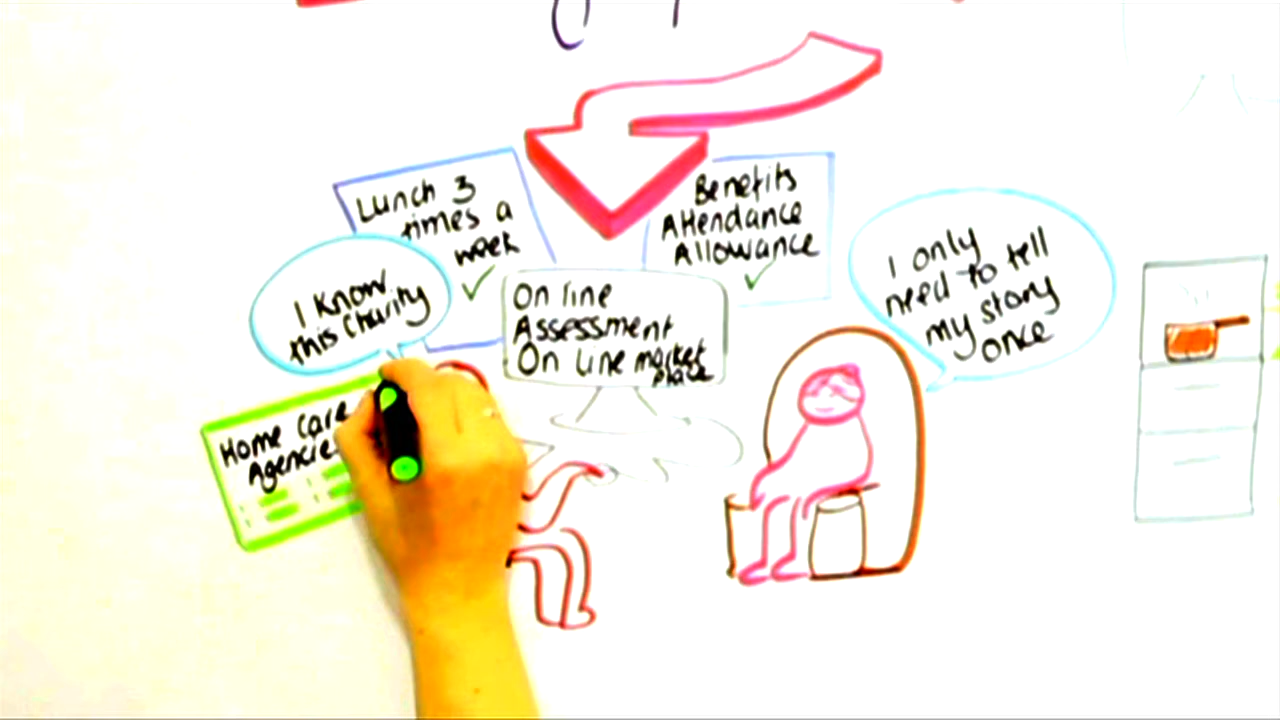 Lunch 3
times a
week
Benefits
Attendance
Allowance
I know
this Charity
On line
Assessment
On line market
place
I only
need to tell
my story
once
Home Care
Agencie